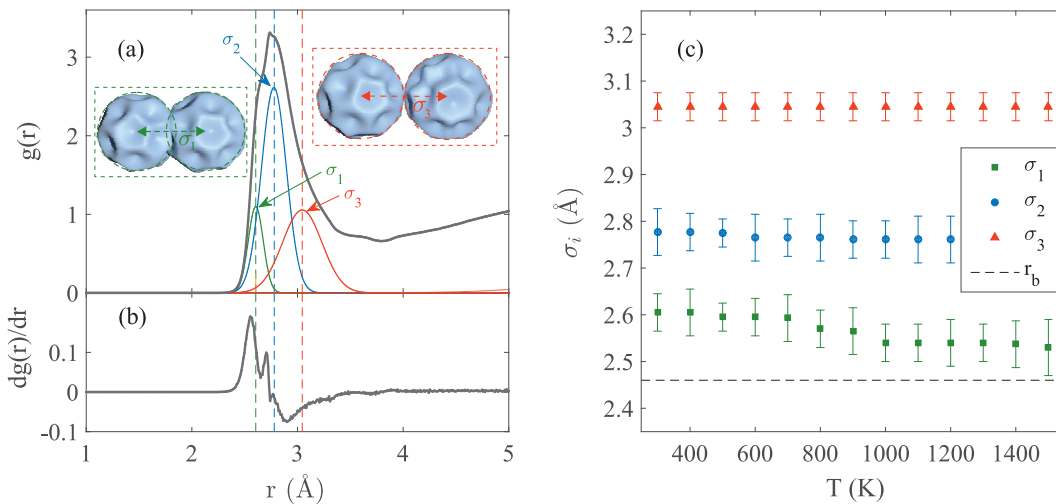 (a)
σ₂
σ₁
σ₃
σ₁
σ₃
g(r)
3
2
1
0
(b)
dg(r)/dr
0.1
0
-0.1
1 2 3 4 5
r (Å)
(c)
σᵢ (Å)
3.2
3.1
3
2.9
2.8
2.7
2.6
2.5
2.4
σ₁
σ₂
σ₃
r_b
400 600 800 1000 1200 1400
T (K)